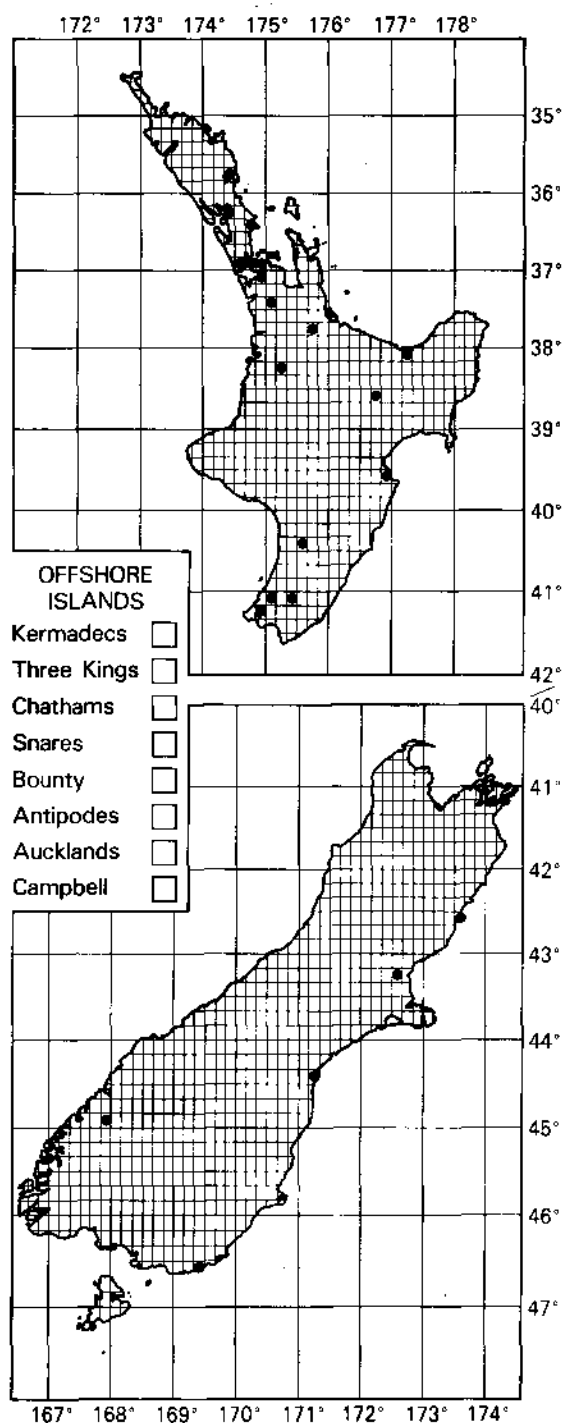 172° 173° 174° 175° 176° 177° 178°
35°
36°
37°
38°
39°
40°
41°
42°
OFFSHORE
ISLANDS
Kermadecs
Three Kings
Chathams
Snares
Bounty
Antipodes
Aucklands
Campbell
40°
41°
42°
43°
44°
45°
46°
47°
167° 168° 169° 170° 171° 172° 173° 174°